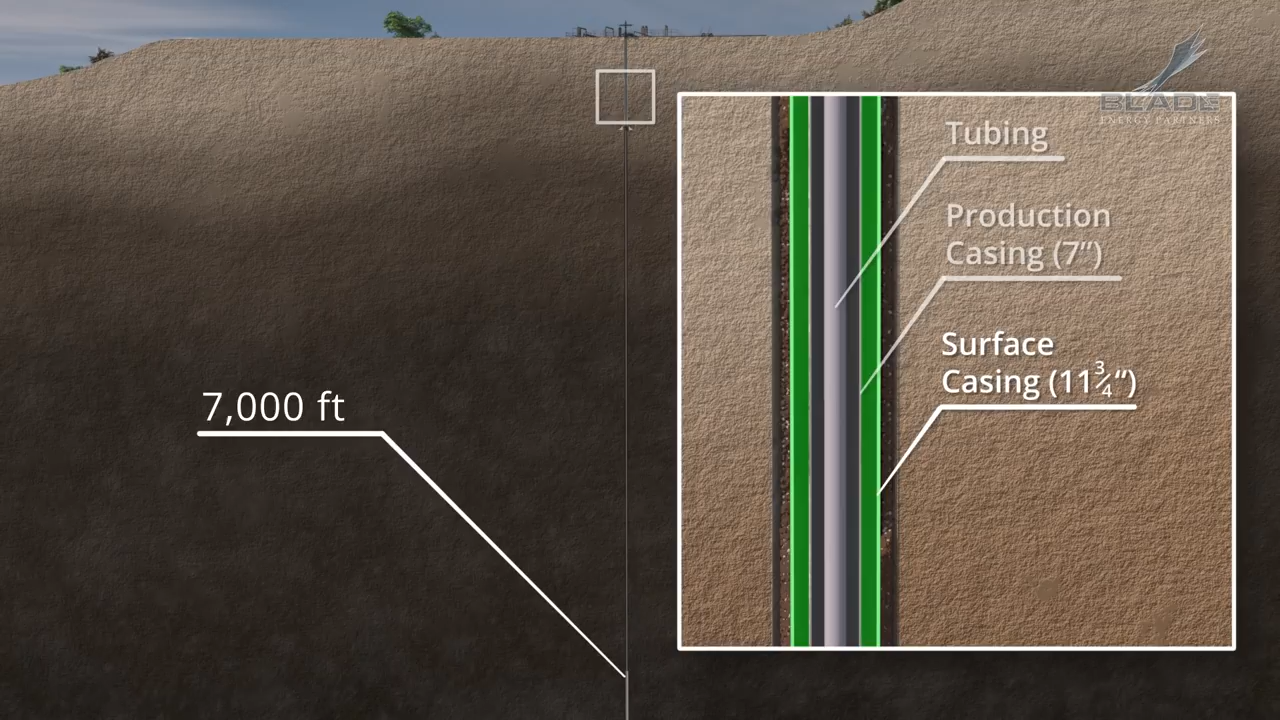 BLADE
ENERGY PARTNERS
Tubing
Production
Casing (7”)
Surface
Casing (11¾”)
7,000 ft